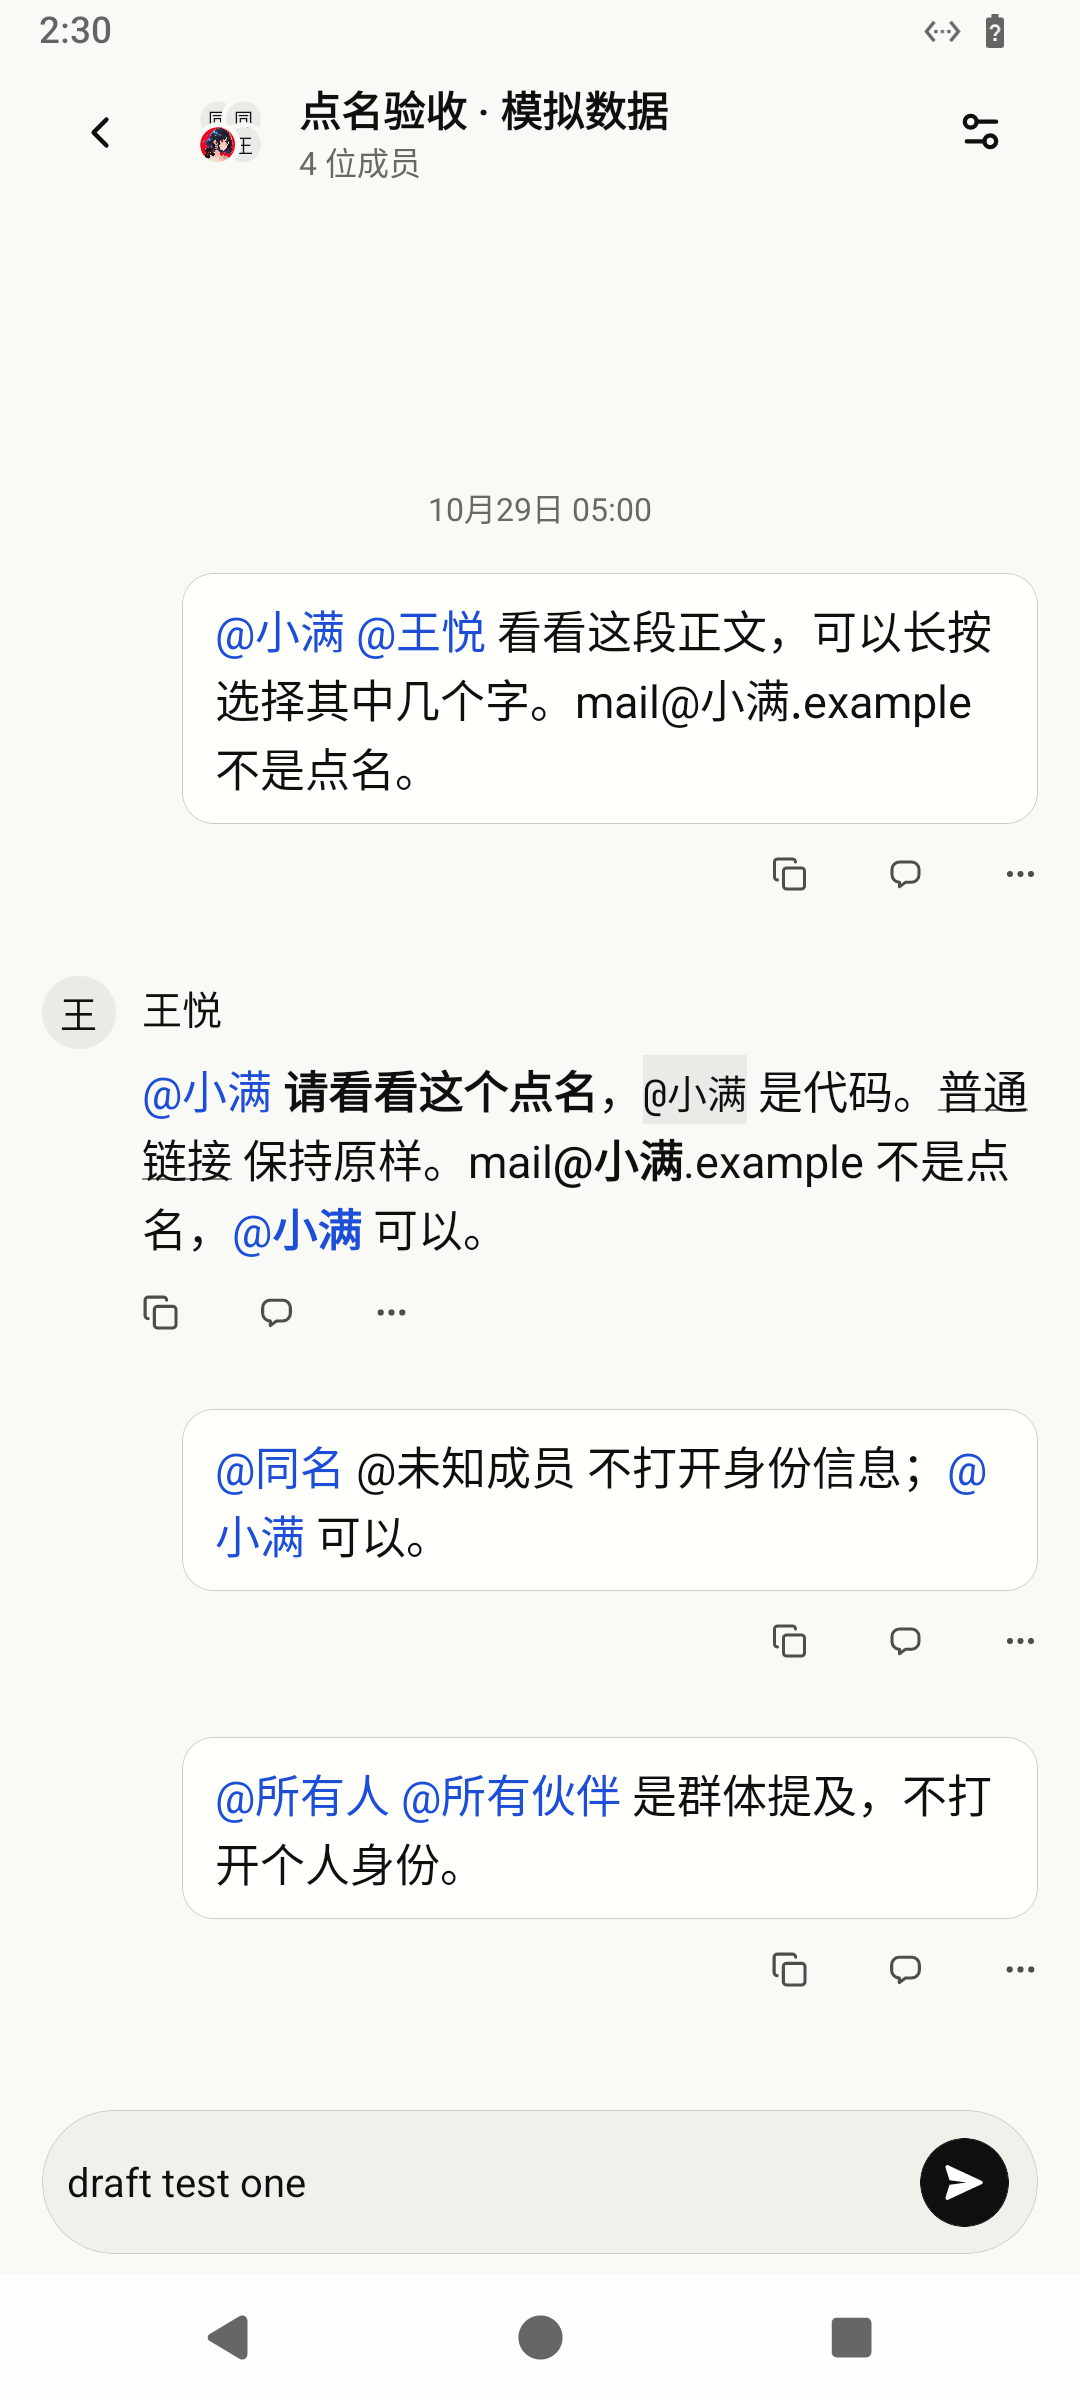 2:30
点名验收 · 模拟数据
4 位成员
10月29日 05:00
@小满 @王悦 看看这段正文，可以长按
选择其中几个字。mail@小满.example
不是点名。
王 王悦
@小满 请看看这个点名，@小满 是代码。普通
链接 保持原样。mail@小满.example 不是点
名，@小满 可以。
@同名 @未知成员 不打开身份信息；@
小满 可以。
@所有人 @所有伙伴 是群体提及，不打
开个人身份。
draft test one